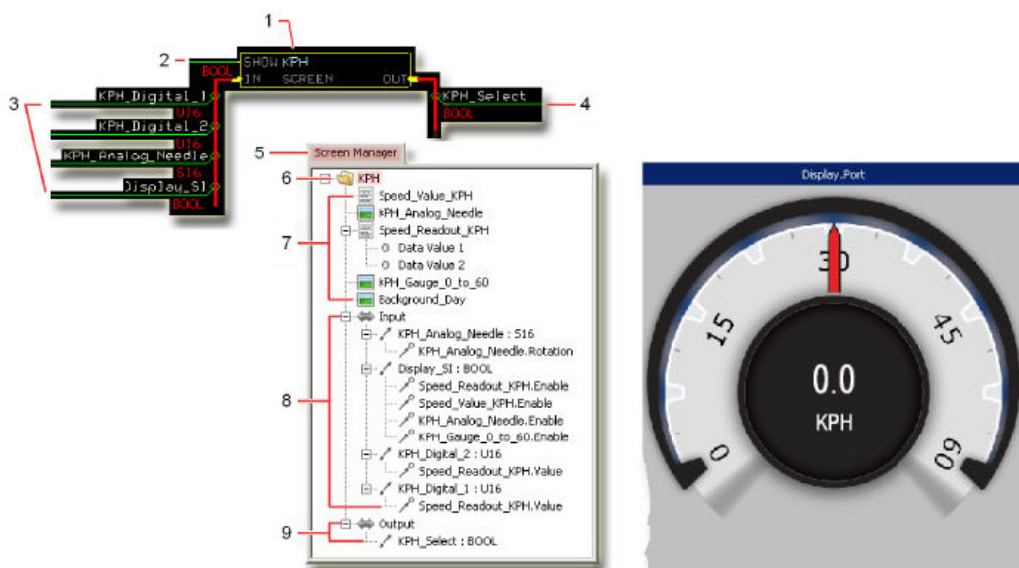 1
2
SHOW KPH
BOOL
IN SCREEN OUT
3
KPH_Digital_1
U16
KPH_Digital_2
U16
KPH_Analog_Needle
S16
Display_SI
BOOL
KPH_Select
BOOL
4
5
Screen Manager
6
KPH
7
Speed_Value_KPH
KPH_Analog_Needle
Speed_Readout_KPH
Data Value 1
Data Value 2
KPH_Gauge_0_to_60
Background_Day
8
Input
KPH_Analog_Needle : S16
KPH_Analog_Needle.Rotation
Display_SI : BOOL
Speed_Readout_KPH.Enable
Speed_Value_KPH.Enable
KPH_Analog_Needle.Enable
KPH_Gauge_0_to_60.Enable
KPH_Digital_2 : U16
Speed_Readout_KPH.Value
KPH_Digital_1 : U16
Speed_Readout_KPH.Value
9
Output
KPH_Select : BOOL
Display.Port
0
15
30
45
60
0.0
KPH